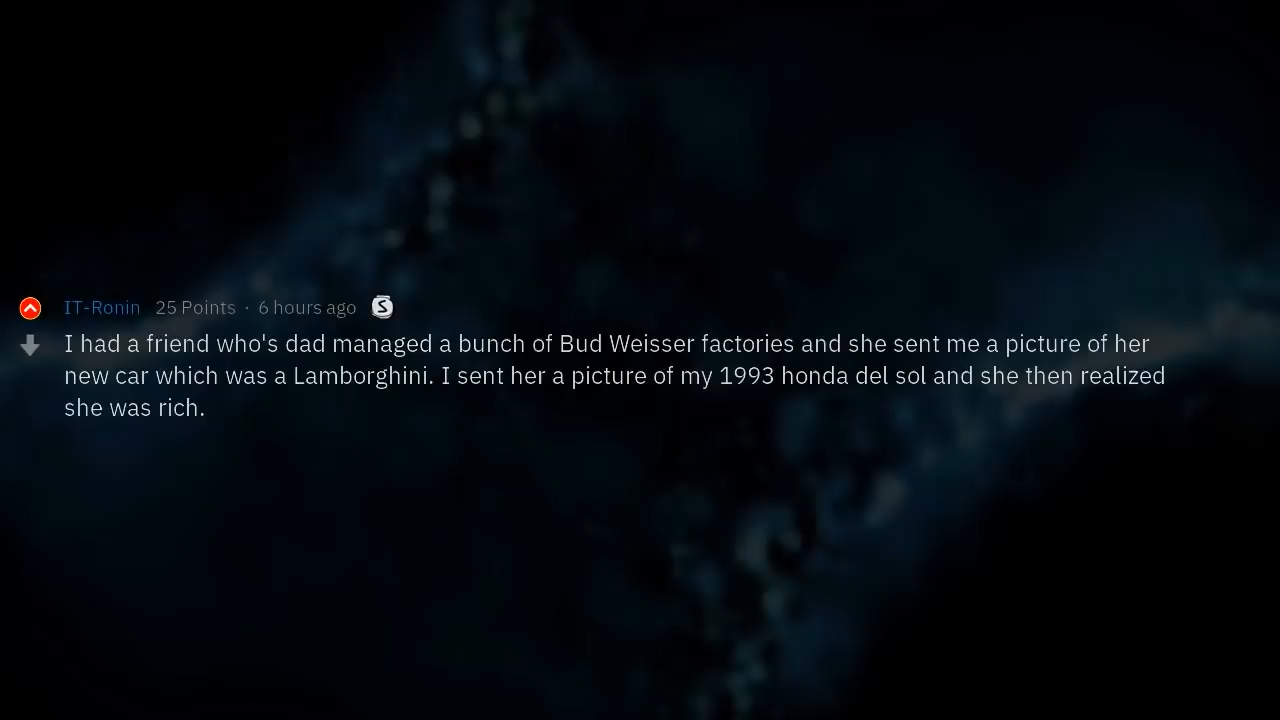 IT-Ronin 25 Points · 6 hours ago S
I had a friend who's dad managed a bunch of Bud Weisser factories and she sent me a picture of her
new car which was a Lamborghini. I sent her a picture of my 1993 honda del sol and she then realized
she was rich.